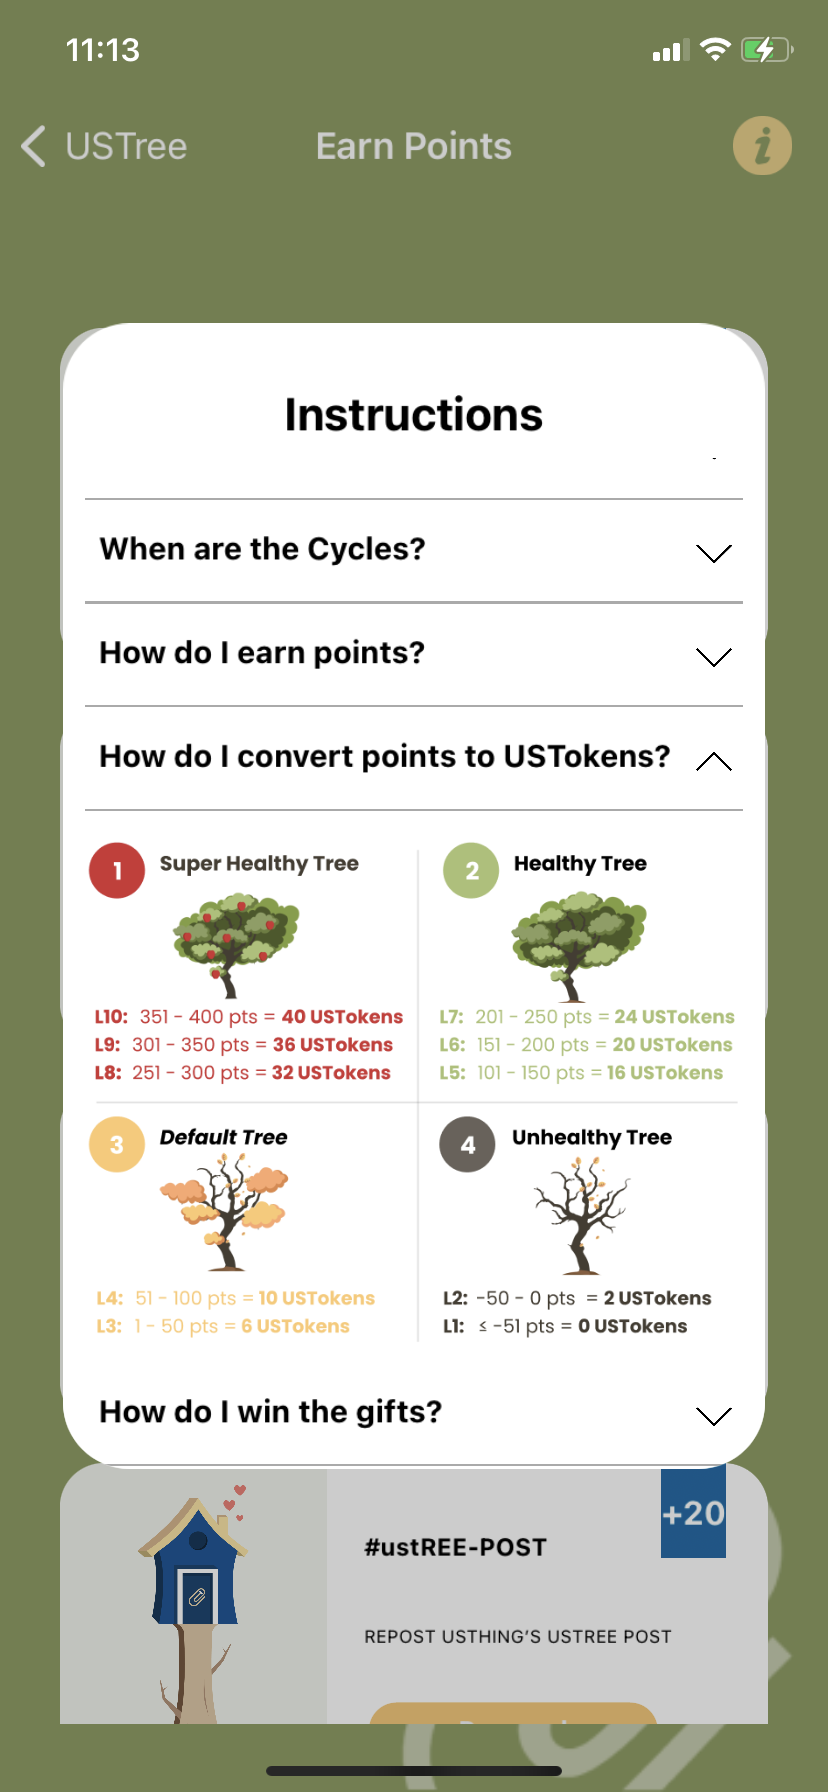 11:13
USTree
Earn Points
i
Instructions
When are the Cycles?
How do I earn points?
How do I convert points to USTokens?
1 Super Healthy Tree
L10: 351 - 400 pts = 40 USTokens
L9: 301 - 350 pts = 36 USTokens
L8: 251 - 300 pts = 32 USTokens
2 Healthy Tree
L7: 201 - 250 pts = 24 USTokens
L6: 151 - 200 pts = 20 USTokens
L5: 101 - 150 pts = 16 USTokens
3 Default Tree
L4: 51 - 100 pts = 10 USTokens
L3: 1 - 50 pts = 6 USTokens
4 Unhealthy Tree
L2: -50 - 0 pts = 2 USTokens
L1: ≤ -51 pts = 0 USTokens
How do I win the gifts?
+20
#ustREE-POST
REPOST USTHING'S USTREE POST